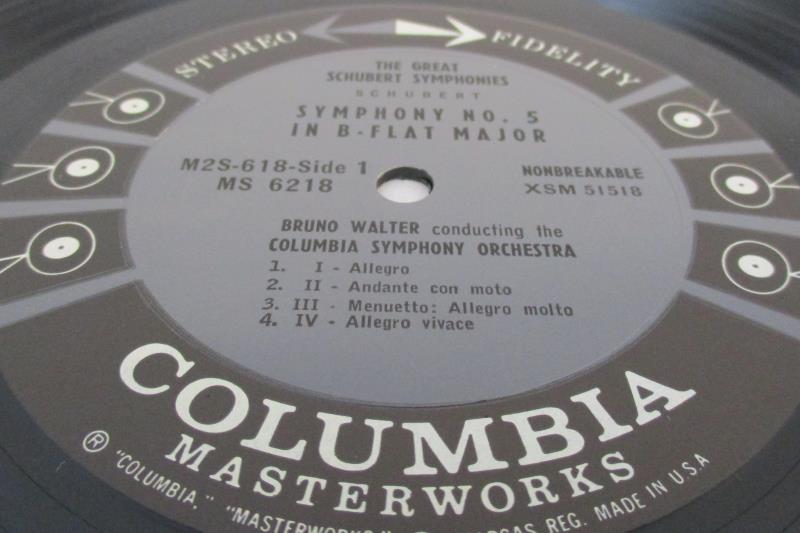 STEREO FIDELITY
THE GREAT
SCHUBERT SYMPHONIES
SCHUBERT
SYMPHONY NO. 5
IN B-FLAT MAJOR
M2S-618-Side 1
MS 6218
NONBREAKABLE
XSM 51518
BRUNO WALTER conducting the
COLUMBIA SYMPHONY ORCHESTRA
1. I - Allegro
2. II - Andante con moto
3. III - Menuetto: Allegro molto
4. IV - Allegro vivace
COLUMBIA
MASTERWORKS
® "COLUMBIA," "MASTERWORKS," REG. MADE IN U.S.A